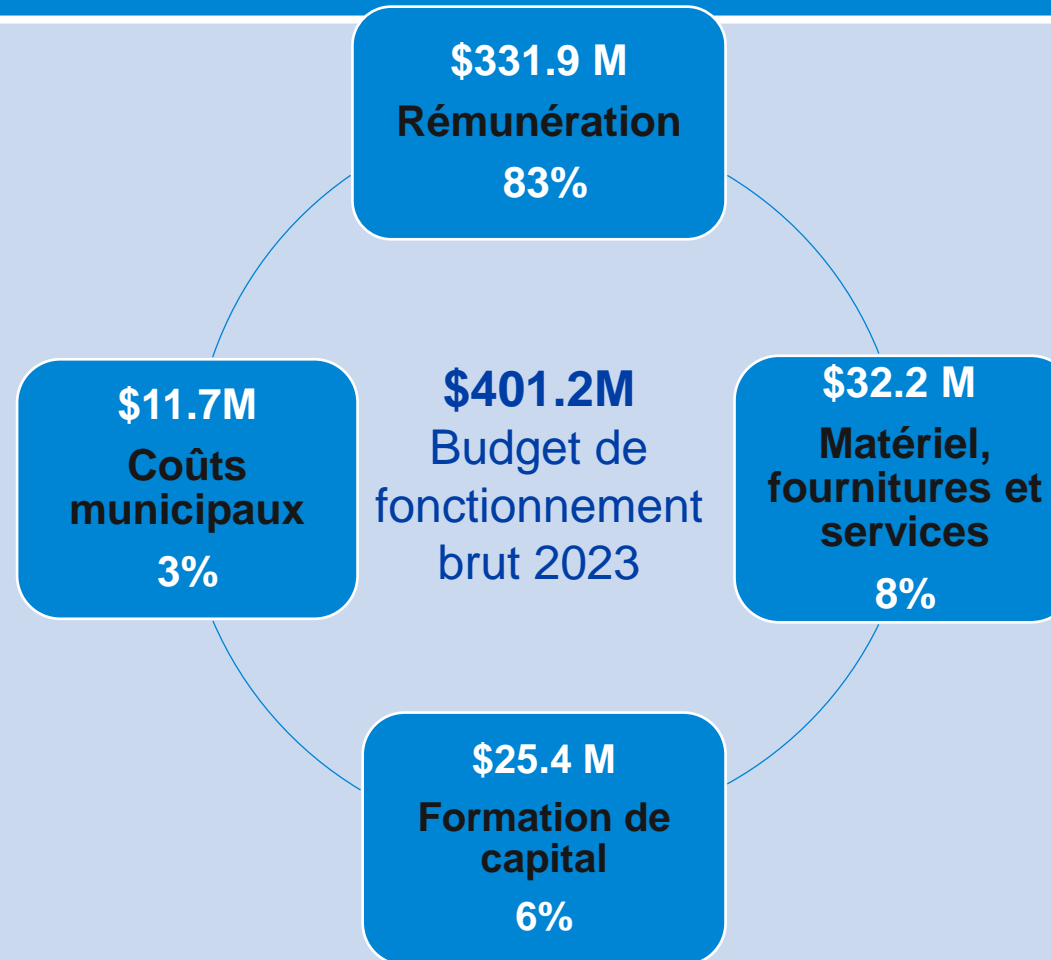 $331.9 M
Rémunération
83%
$11.7M
Coûts
municipaux
3%
$401.2M
Budget de
fonctionnement
brut 2023
$32.2 M
Matériel,
fournitures et
services
8%
$25.4 M
Formation de
capital
6%